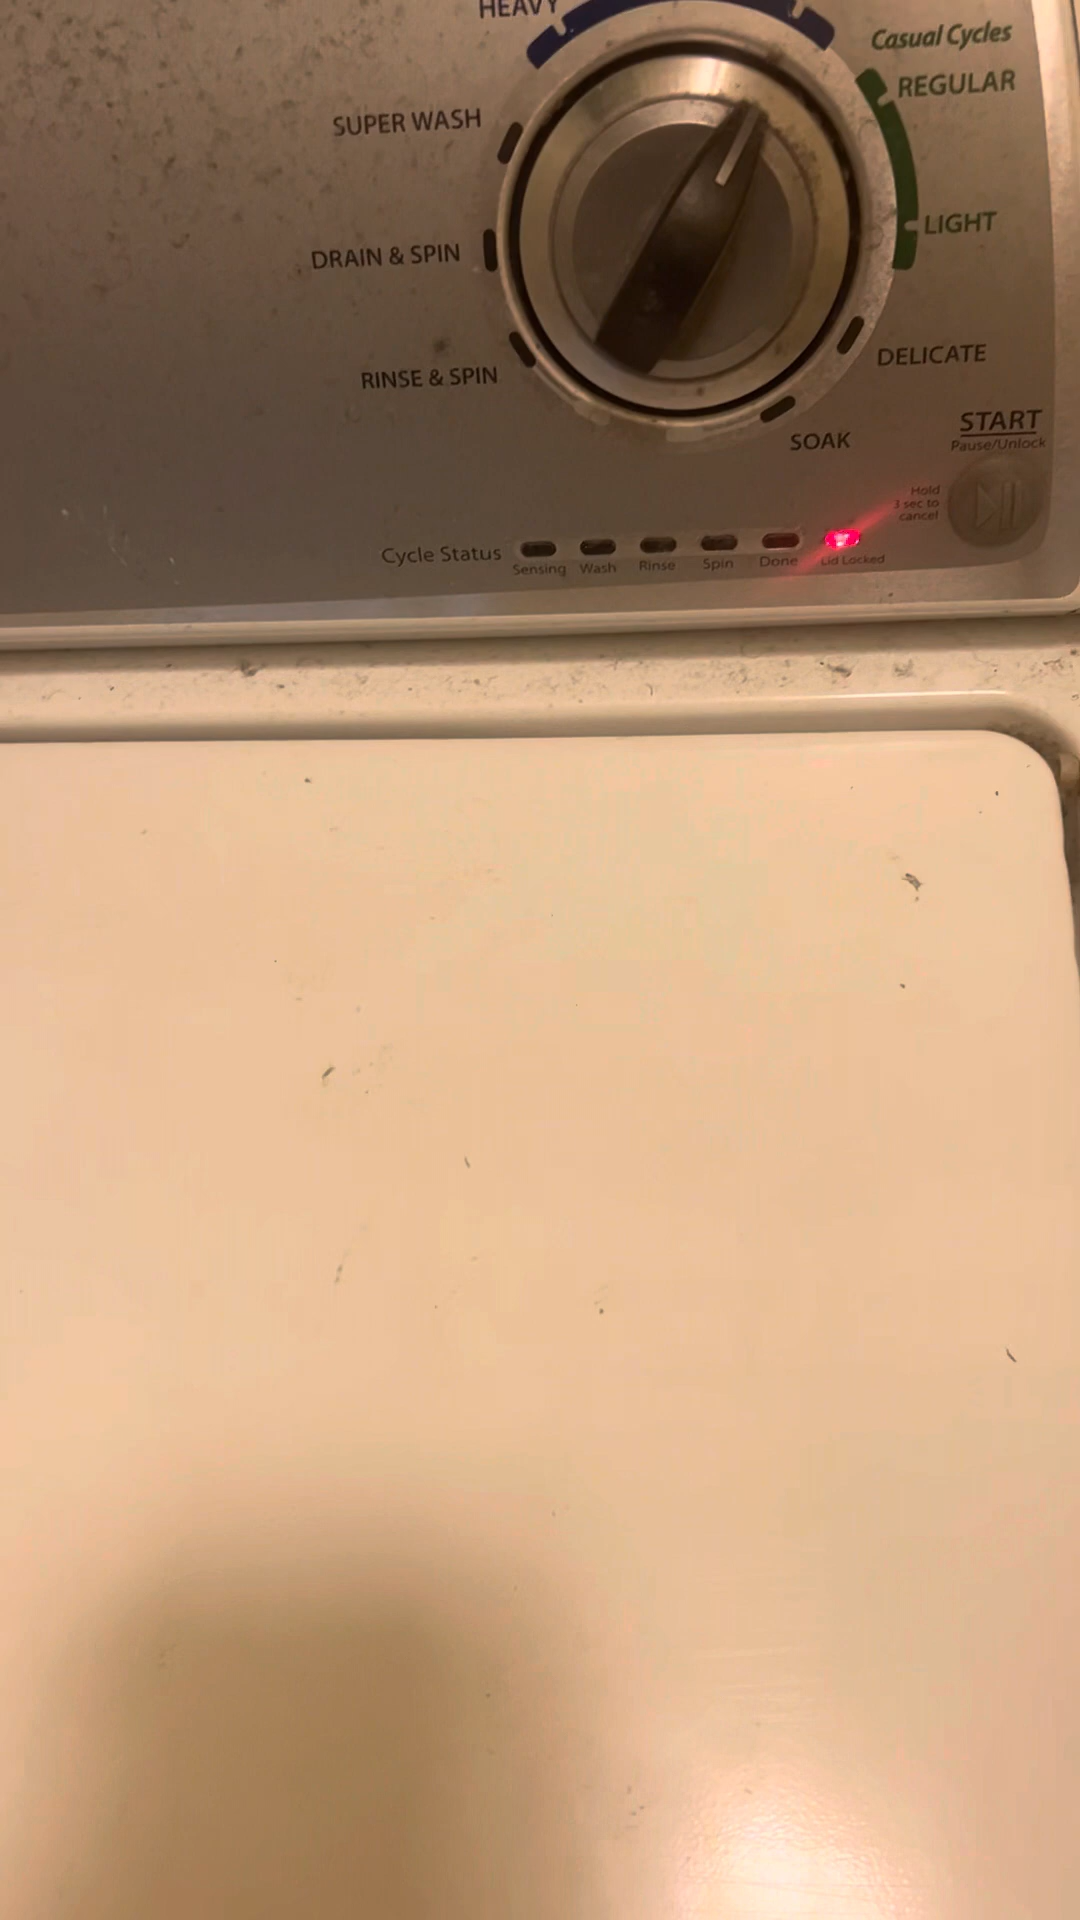 HEAVY
Casual Cycles
REGULAR
SUPER WASH
LIGHT
DRAIN & SPIN
DELICATE
RINSE & SPIN
START
Pause/Unlock
SOAK
Hold
3 sec to
cancel
Cycle Status
Sensing Wash Rinse Spin Done Lid Locked